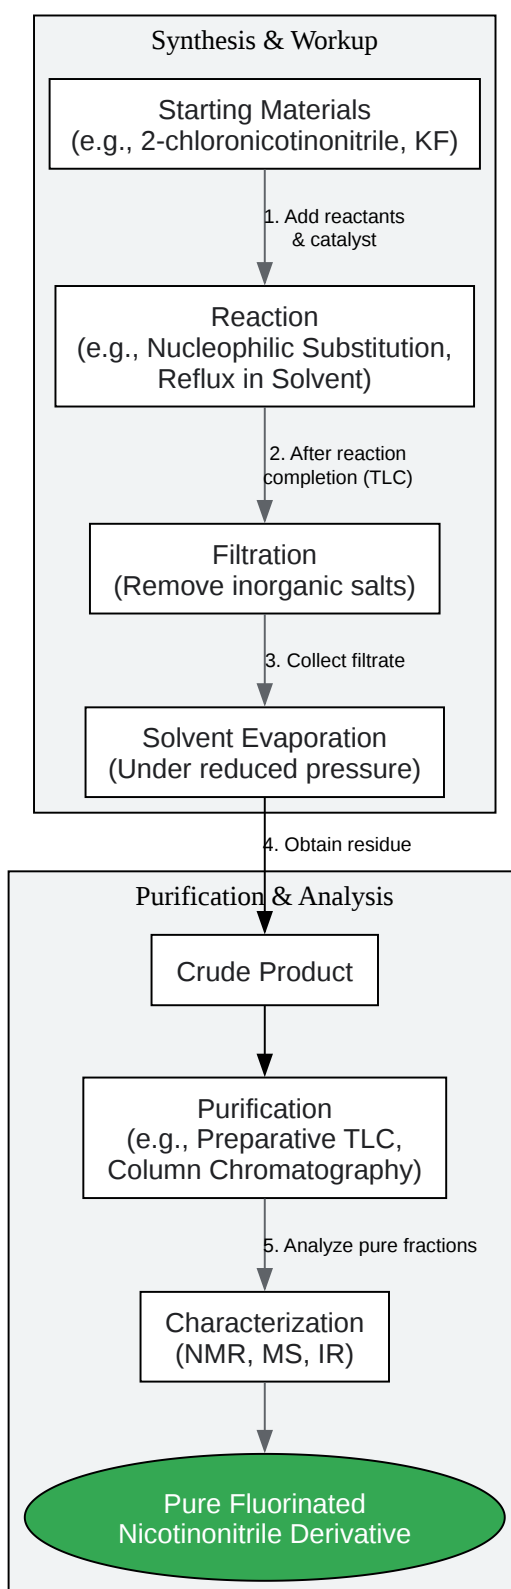 Synthesis & Workup
Starting Materials
(e.g., 2-chloronicotinonitrile, KF)
1. Add reactants
& catalyst
Reaction
(e.g., Nucleophilic Substitution,
Reflux in Solvent)
2. After reaction
completion (TLC)
Filtration
(Remove inorganic salts)
3. Collect filtrate
Solvent Evaporation
(Under reduced pressure)
4. Obtain residue
Purification & Analysis
Crude Product
Purification
(e.g., Preparative TLC,
Column Chromatography)
5. Analyze pure fractions
Characterization
(NMR, MS, IR)
Pure Fluorinated
Nicotinonitrile Derivative